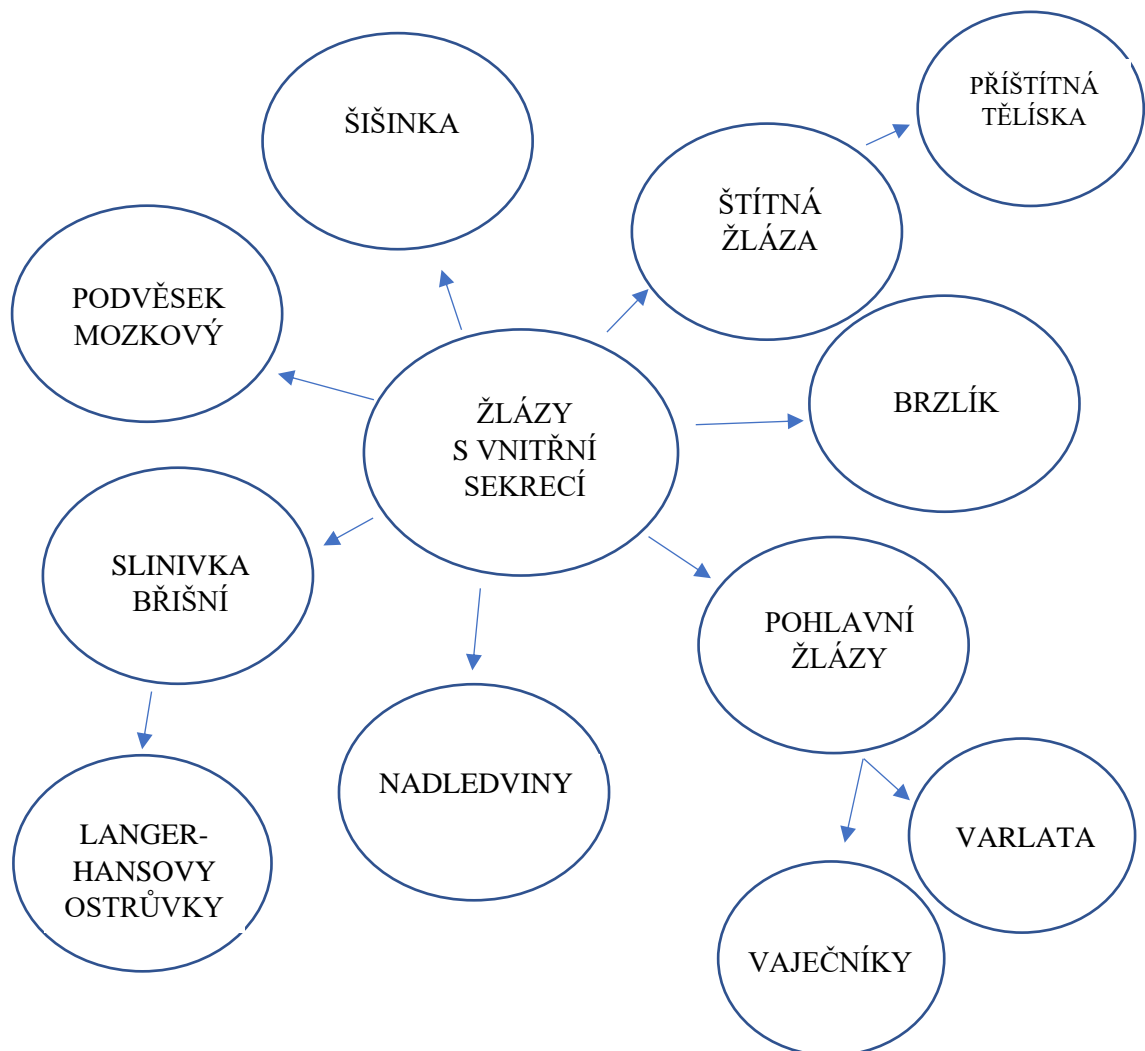 ŠIŠINKA
PŘÍŠTÍTNÁ
TĚLÍSKA
ŠTÍTNÁ
ŽLÁZA
PODVĚSEK
MOZKOVÝ
ŽLÁZY
S VNITŘNÍ
SEKRECÍ
BRZLÍK
SLINIVKA
BŘIŠNÍ
POHLAVNÍ
ŽLÁZY
NADLEDVINY
LANGER-
HANSOVY
OSTRŮVKY
VARLATA
VAJEČNÍKY